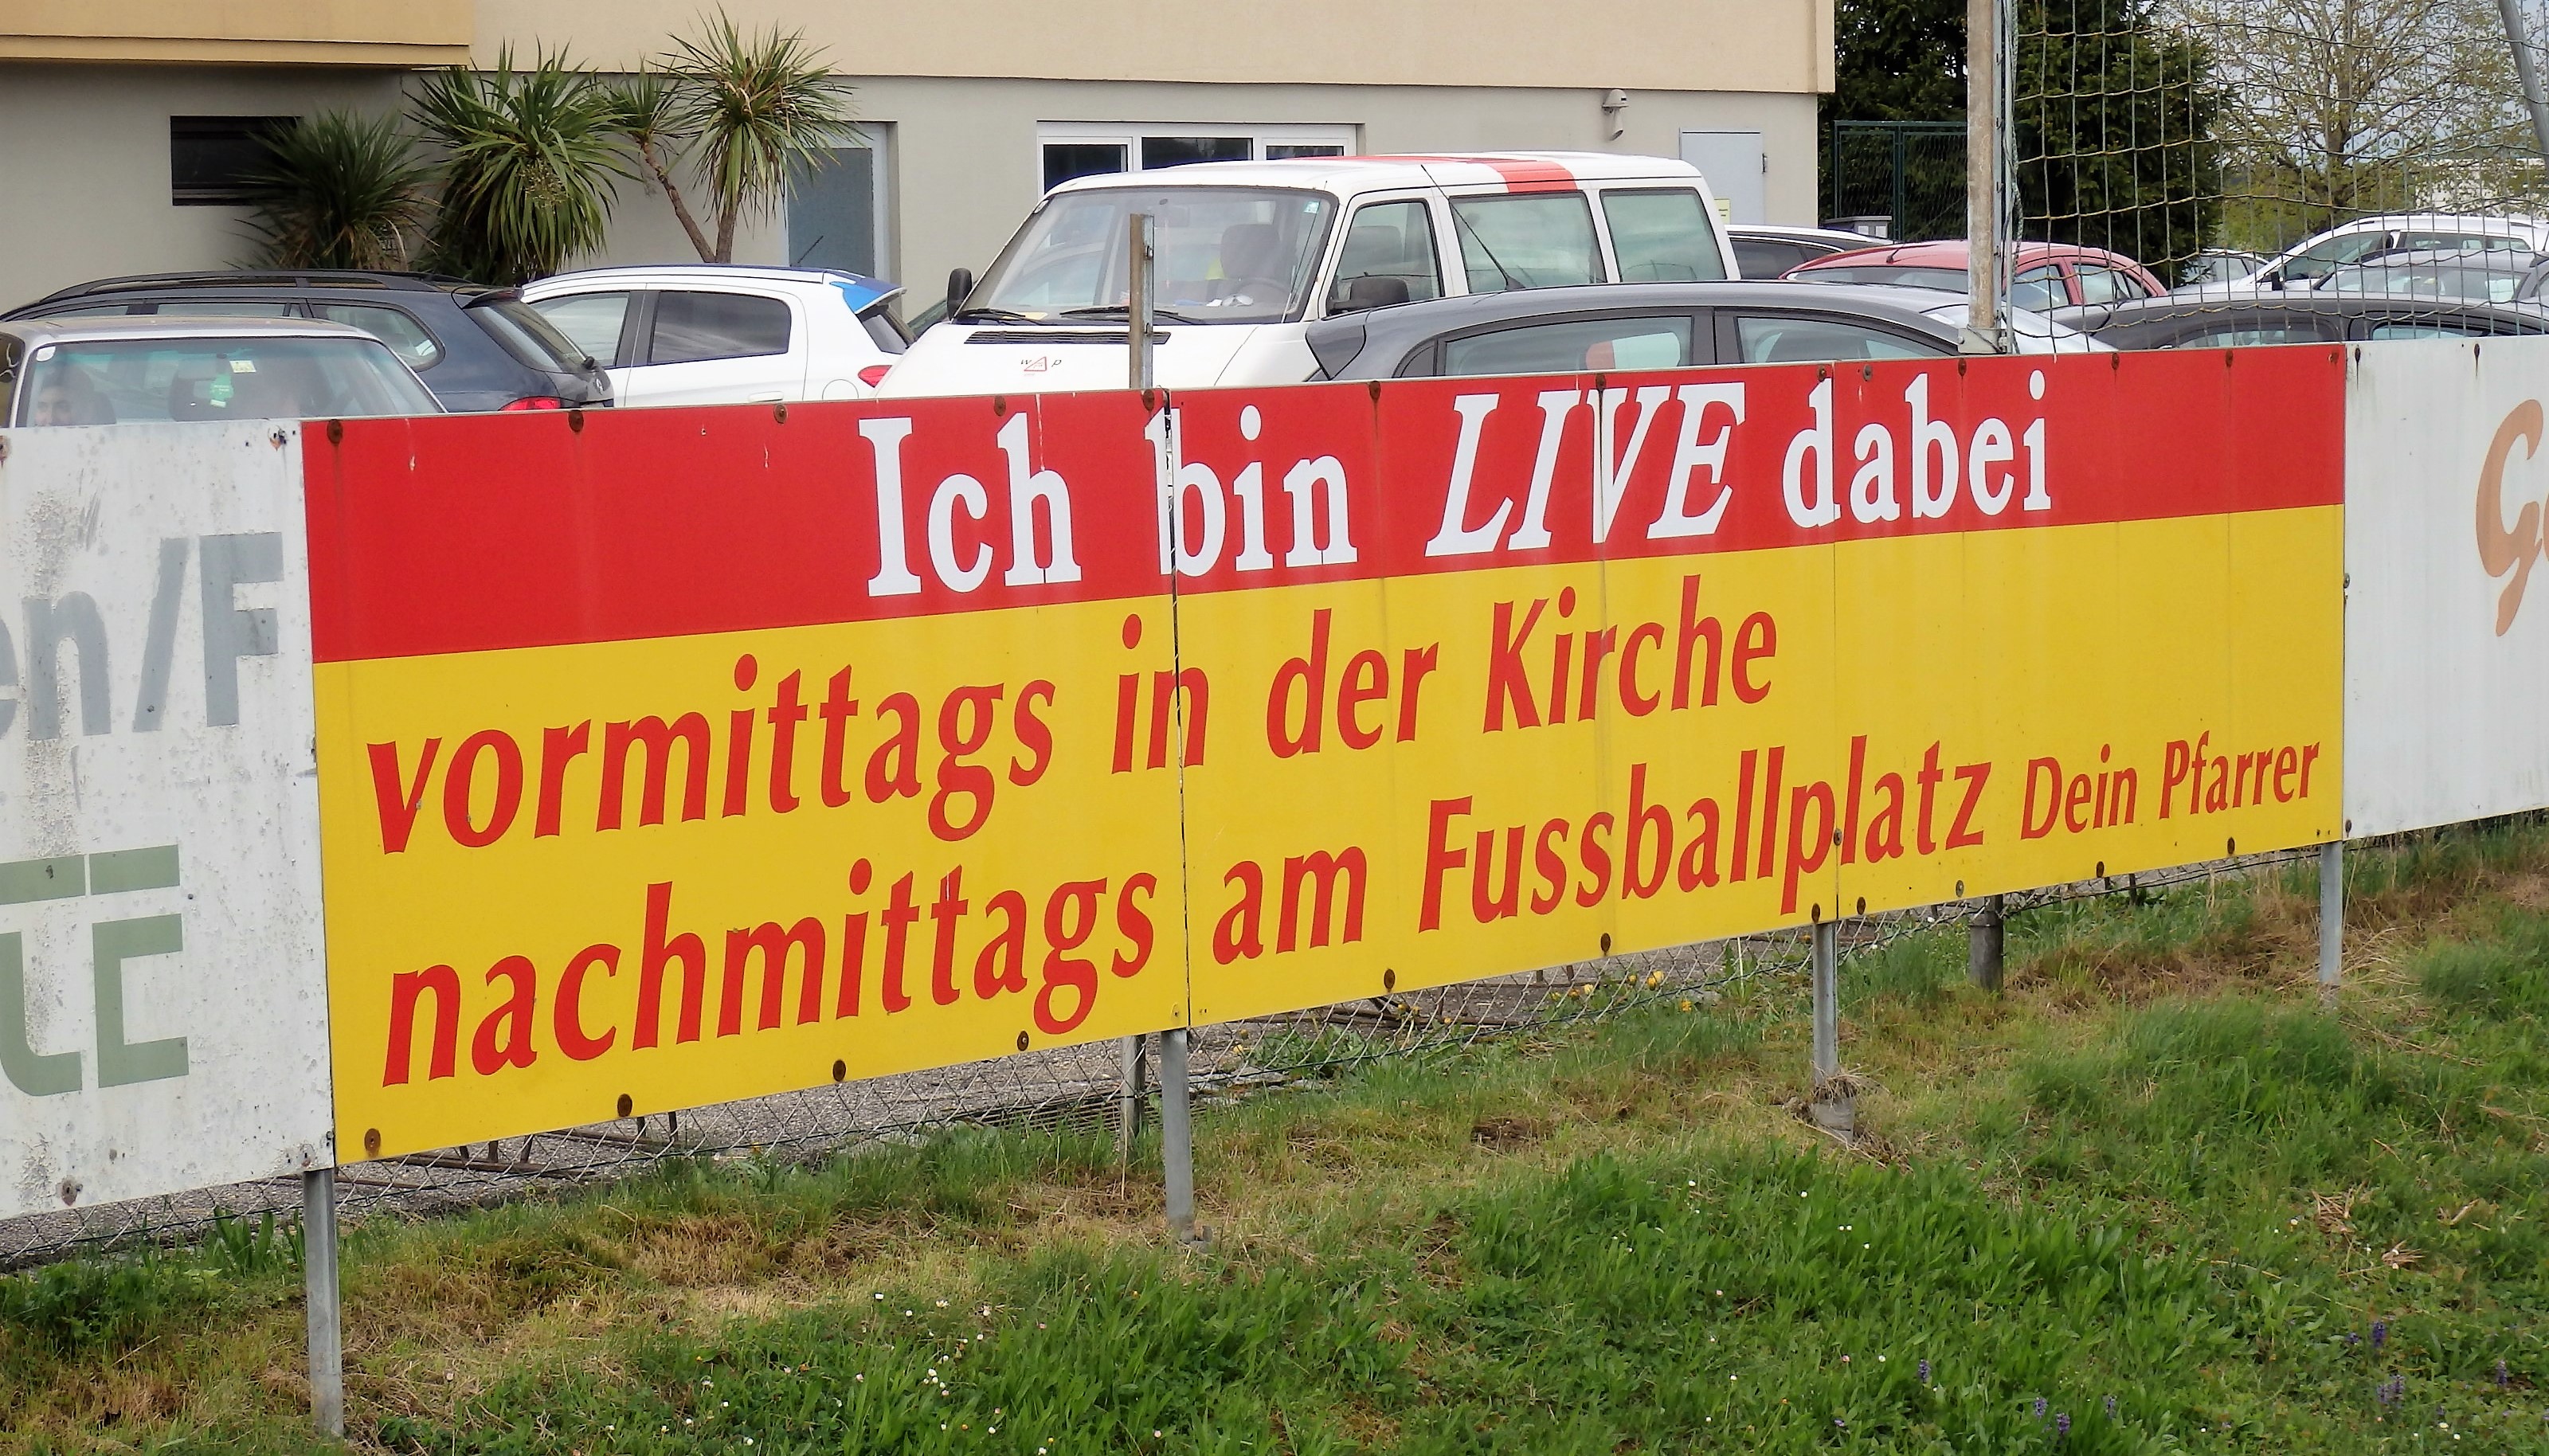 Ich bin LIVE dabei
vormittags in der Kirche
nachmittags am Fussballplatz Dein Pfarrer